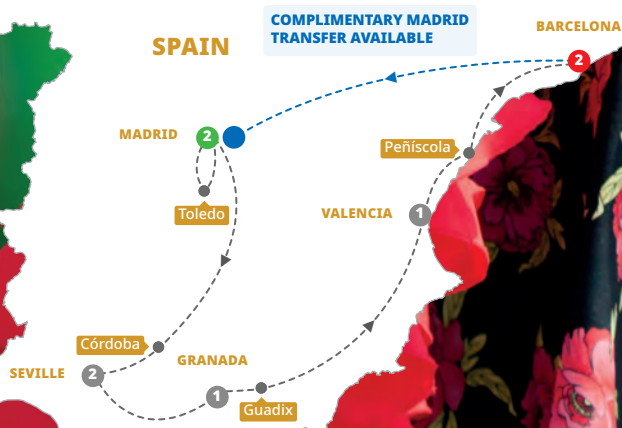 COMPLIMENTARY MADRID
TRANSFER AVAILABLE
BARCELONA
2
SPAIN
MADRID
2
Peñíscola
Toledo
VALENCIA
1
Córdoba
GRANADA
SEVILLE
2
1
Guadix